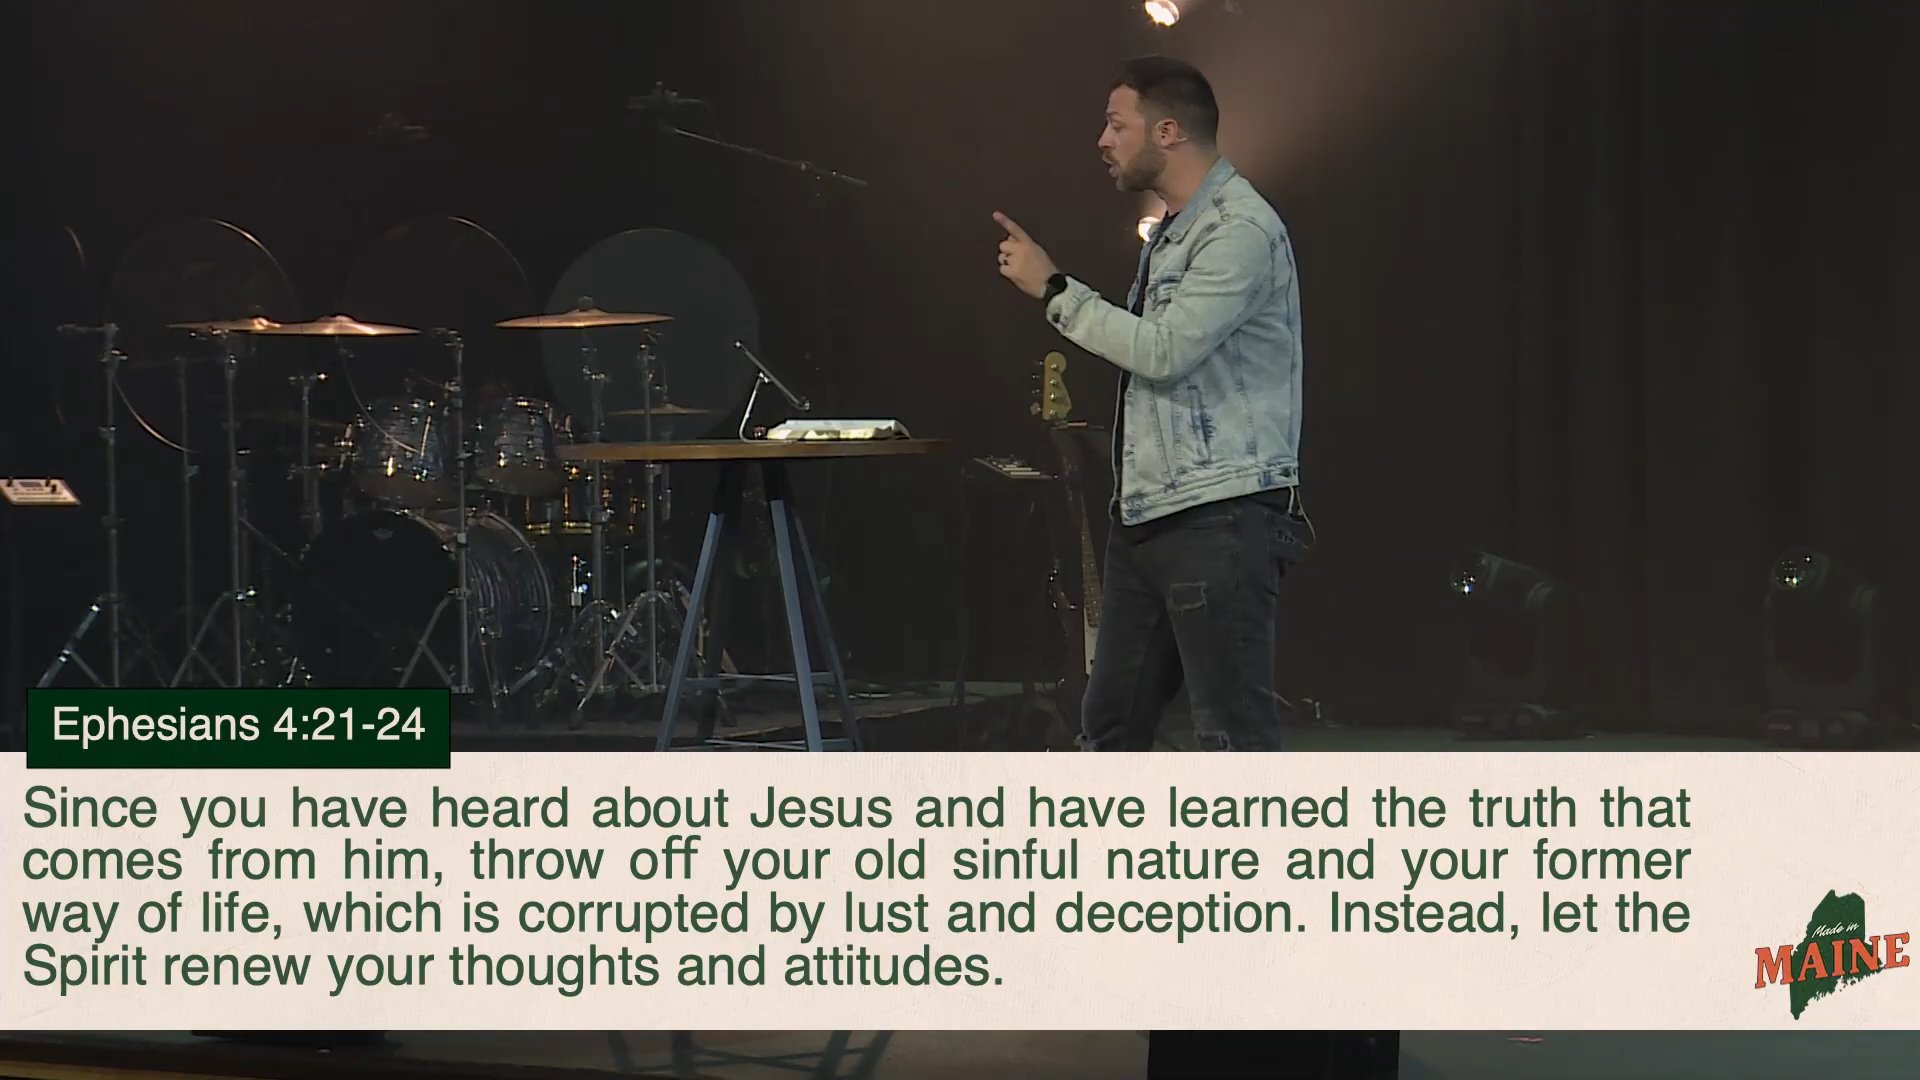 Ephesians 4:21-24
Since you have heard about Jesus and have learned the truth that
comes from him, throw off your old sinful nature and your former
way of life, which is corrupted by lust and deception. Instead, let the
Spirit renew your thoughts and attitudes.
Made in
MAINE